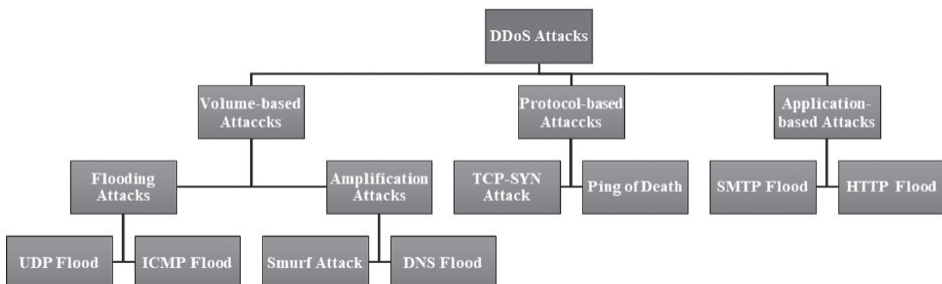 DDoS Attacks
Volume-based
Attaccks
Protocol-based
Attaccks
Application-
based Attacks
Flooding
Attacks
Amplification
Attacks
TCP-SYN
Attack
Ping of Death
SMTP Flood
HTTP Flood
UDP Flood
ICMP Flood
Smurf Attack
DNS Flood